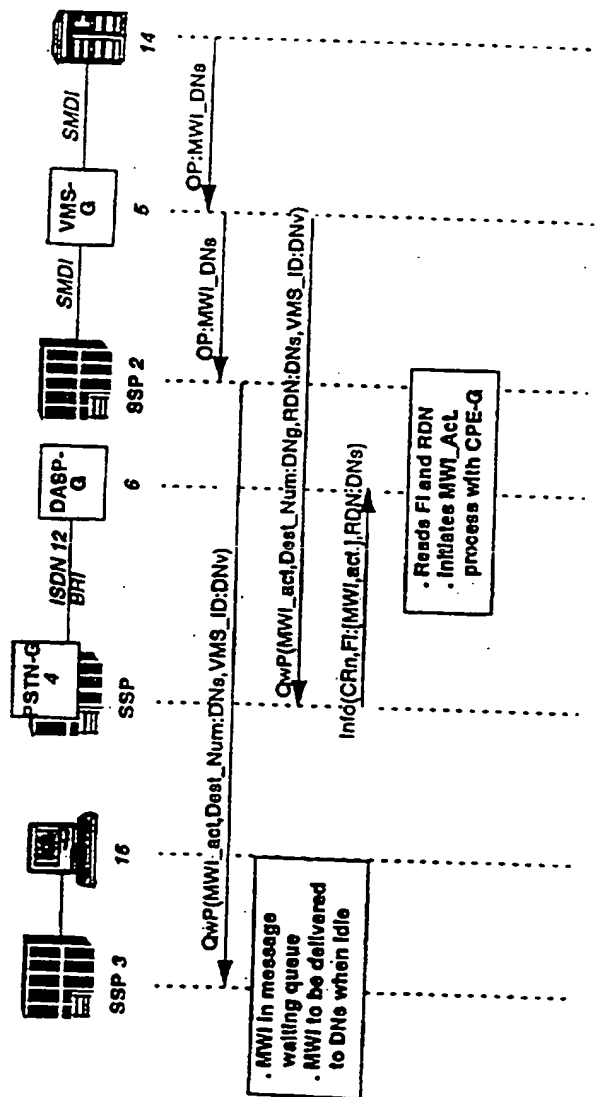 SSP 3
15
PSTN-G
4
SSP
ISDN 12
BRI
DASP-
G
6
SSP 2
SMDI
VMS-
G
5
SMDI
14
OP:MWI_DNs
OP:MWI_DNs
QwP(MWI_act,Dest_Num:DNs,VMS_ID:DNv)
QwP(MWI_act,Dest_Num:DNg,RDN:DNs,VMS_ID:DNv)
Info(CRn,FI:[MWI,act.],RDN:DNs)
. MWI in message
waiting queue
. MWI to be delivered
to DNs when idle
. Reads FI and RDN
. Initiates MWI_Act.
process with CPE-G